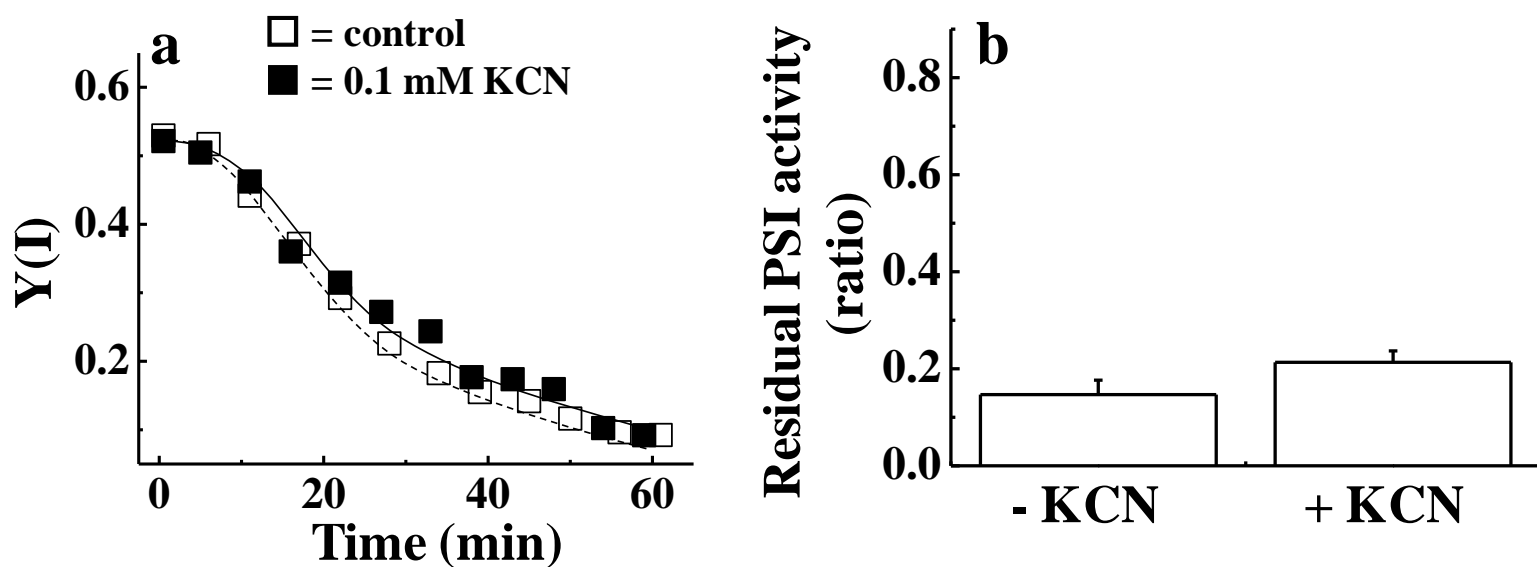 a
= control
= 0.1 mM KCN
0.6
0.4
0.2
Y(I)
0 20 40 60
Time (min)
b
Residual PSI activity
(ratio)
0.8
0.6
0.4
0.2
0.0
- KCN + KCN